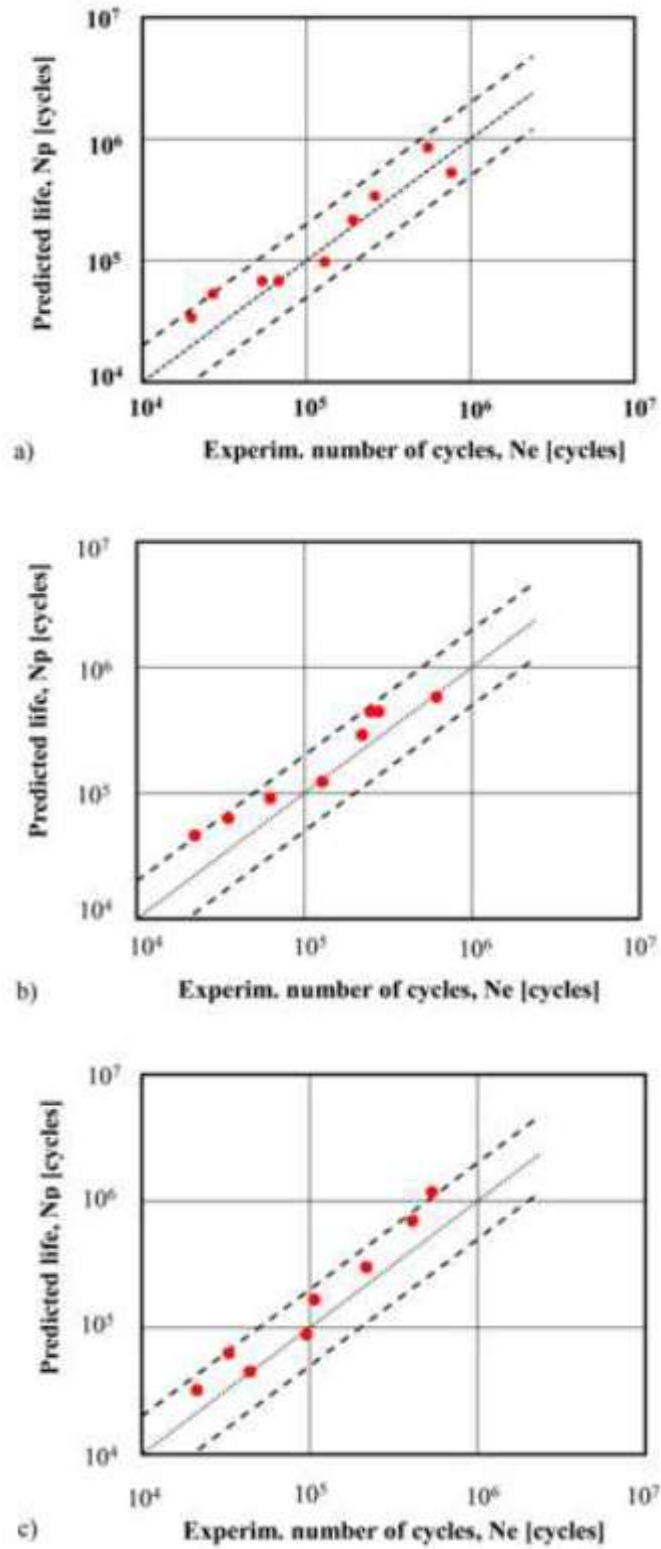 10⁷
10⁶
10⁵
10⁴
Predicted life, Np [cycles]
10⁴ 10⁵ 10⁶ 10⁷
a) Experim. number of cycles, Ne [cycles]
10⁷
10⁶
10⁵
10⁴
Predicted life, Np [cycles]
10⁴ 10⁵ 10⁶ 10⁷
b) Experim. number of cycles, Ne [cycles]
10⁷
10⁶
10⁵
10⁴
Predicted life, Np [cycles]
10⁴ 10⁵ 10⁶ 10⁷
c) Experim. number of cycles, Ne [cycles]